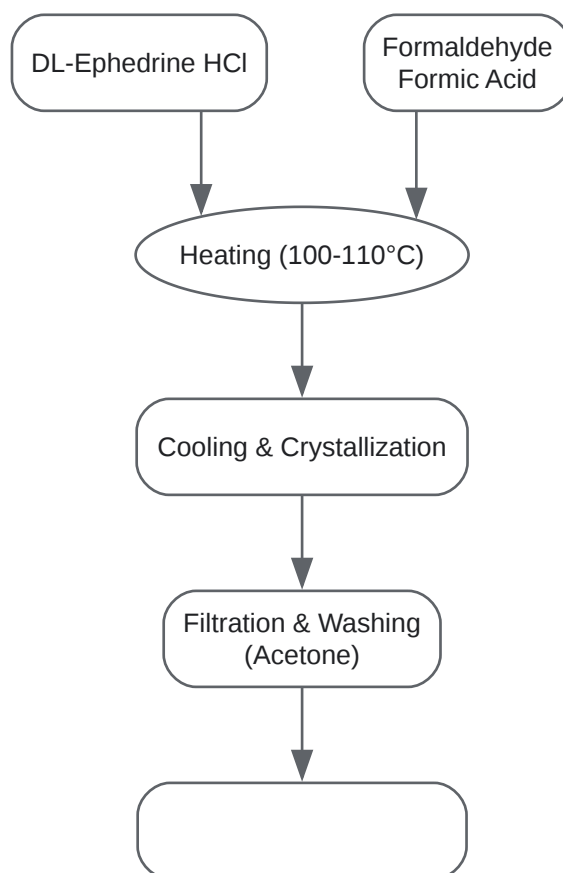 DL-Ephedrine HCl
Formaldehyde
Formic Acid
Heating (100-110°C)
Cooling & Crystallization
Filtration & Washing
(Acetone)